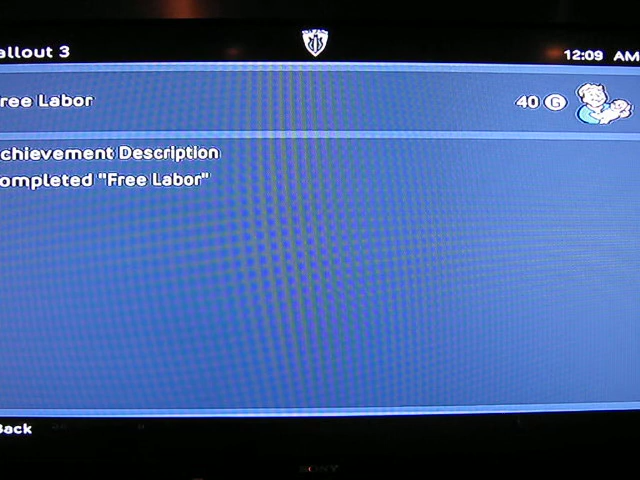 allout 3
12:09 AM
ree Labor
40 G
chievement Description
ompleted "Free Labor"
Back
SONY